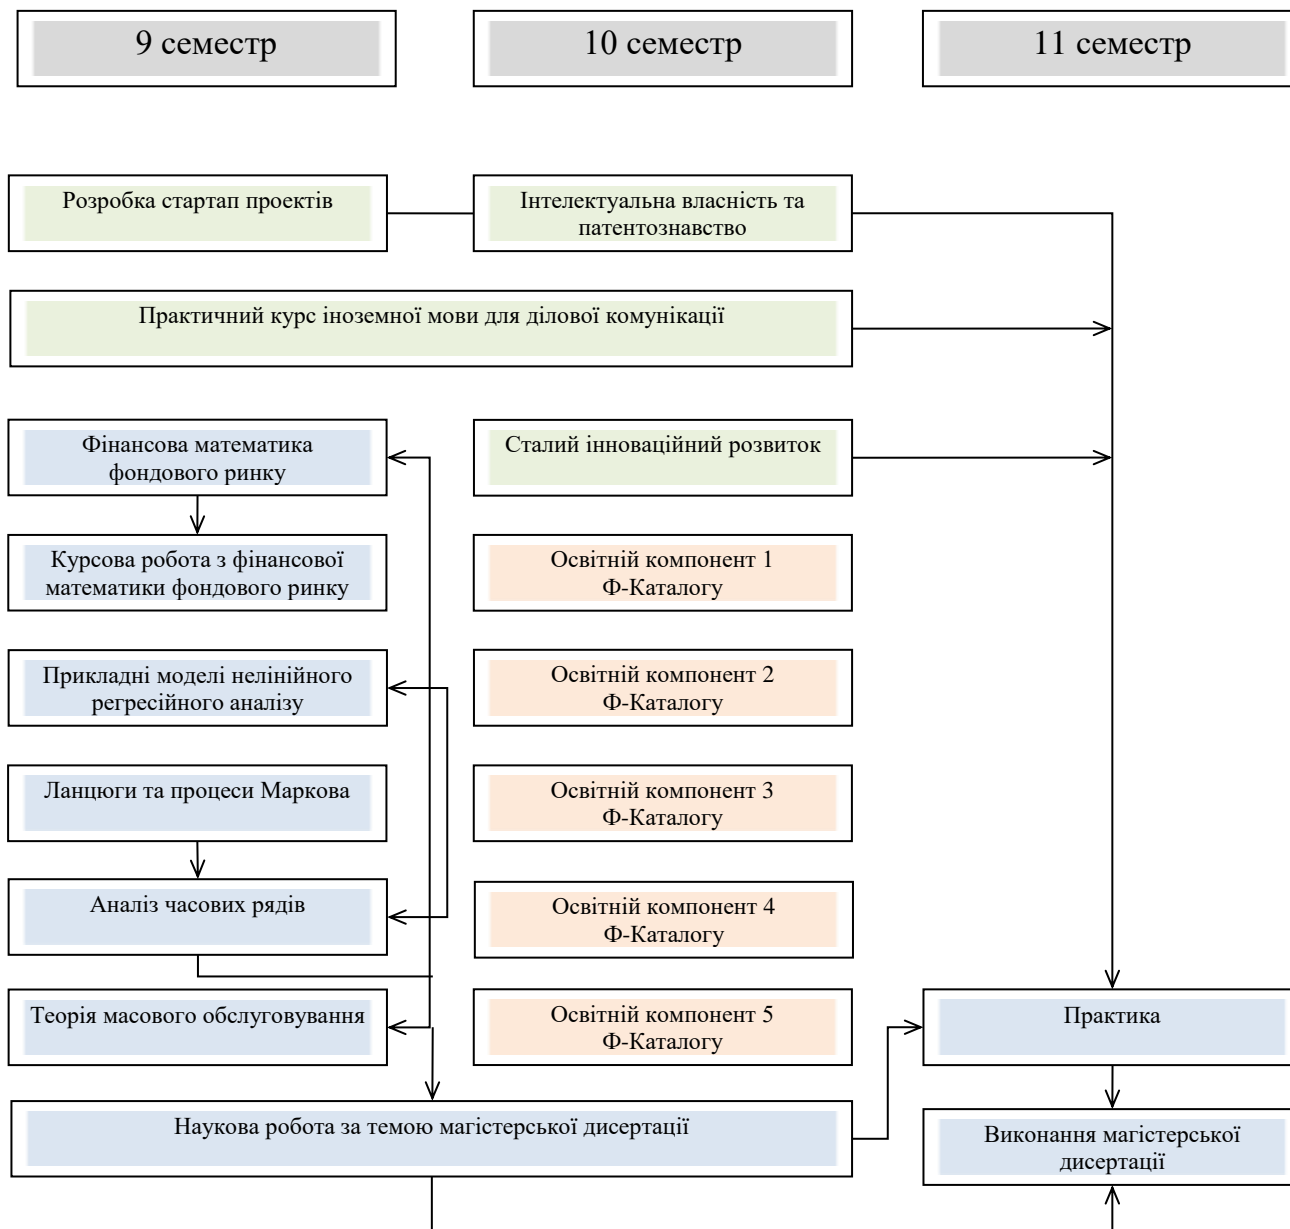 9 семестр
10 семестр
11 семестр
Розробка стартап проектів
Інтелектуальна власність та
патентознавство
Практичний курс іноземної мови для ділової комунікації
Фінансова математика
фондового ринку
Сталий інноваційний розвиток
Курсова робота з фінансової
математики фондового ринку
Освітній компонент 1
Ф-Каталогу
Прикладні моделі нелінійного
регресійного аналізу
Освітній компонент 2
Ф-Каталогу
Ланцюги та процеси Маркова
Освітній компонент 3
Ф-Каталогу
Аналіз часових рядів
Освітній компонент 4
Ф-Каталогу
Теорія масового обслуговування
Освітній компонент 5
Ф-Каталогу
Практика
Наукова робота за темою магістерської дисертації
Виконання магістерської
дисертації